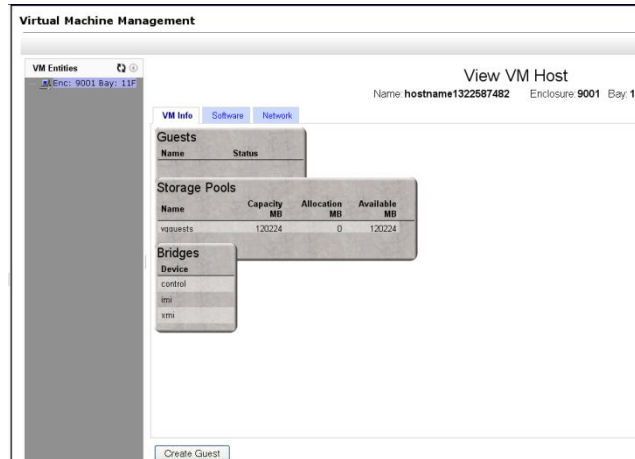 Virtual Machine Management
VM Entities
Enc: 9001 Bay: 11F
View VM Host
Name: hostname1322587482 Enclosure: 9001 Bay: 1
VM Info Software Network
Guests
Name Status
Storage Pools
Name Capacity MB Allocation MB Available MB
vgguests 120224 0 120224
Bridges
Device
control
imi
xmi
Create Guest